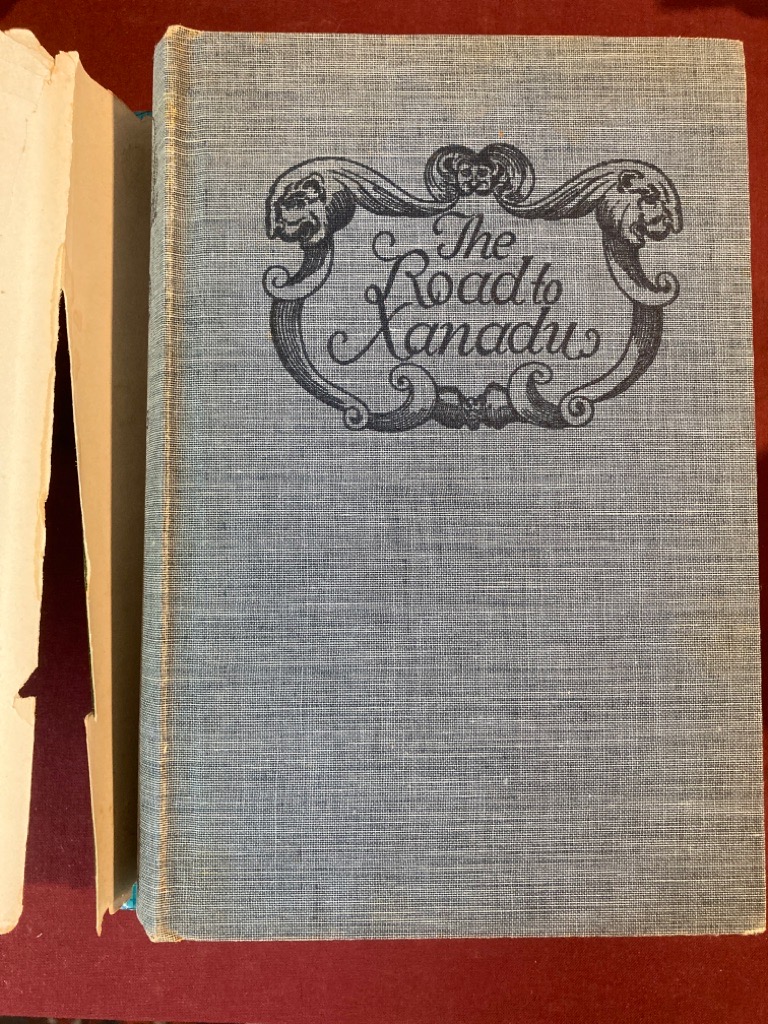 The
Road to
Xanadu